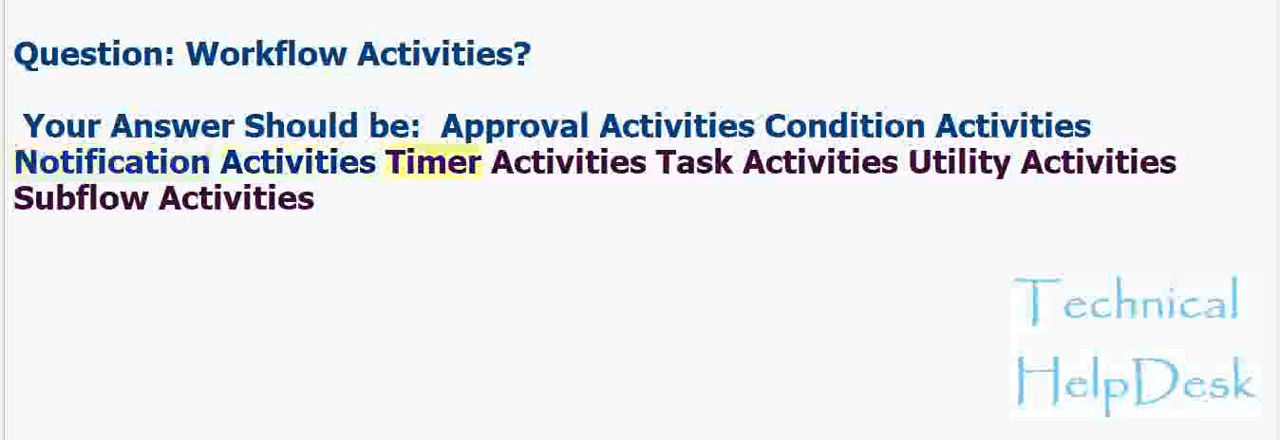 Question: Workflow Activities?
Your Answer Should be: Approval Activities Condition Activities
Notification Activities Timer Activities Task Activities Utility Activities
Subflow Activities
Technical
HelpDesk